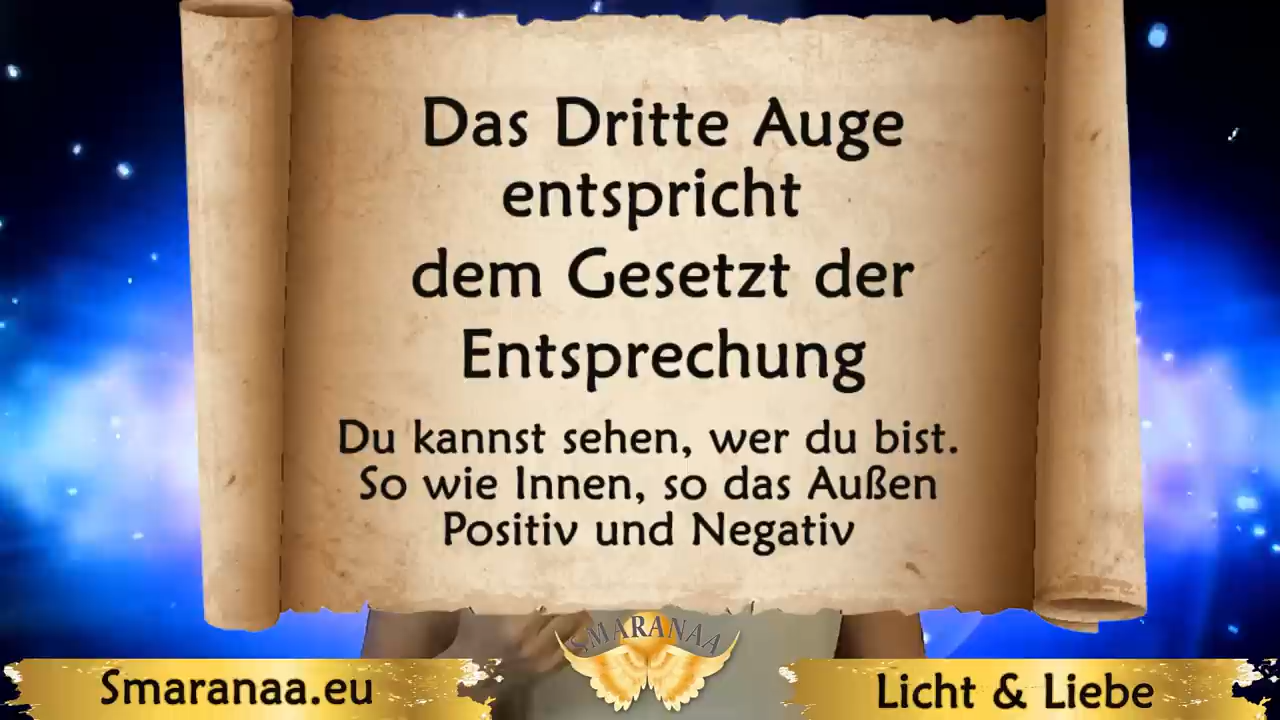 Das Dritte Auge
entspricht
dem Gesetzt der
Entsprechung
Du kannst sehen, wer du bist.
So wie Innen, so das Außen
Positiv und Negativ
SMARANAA
Smaranaa.eu
Licht & Liebe